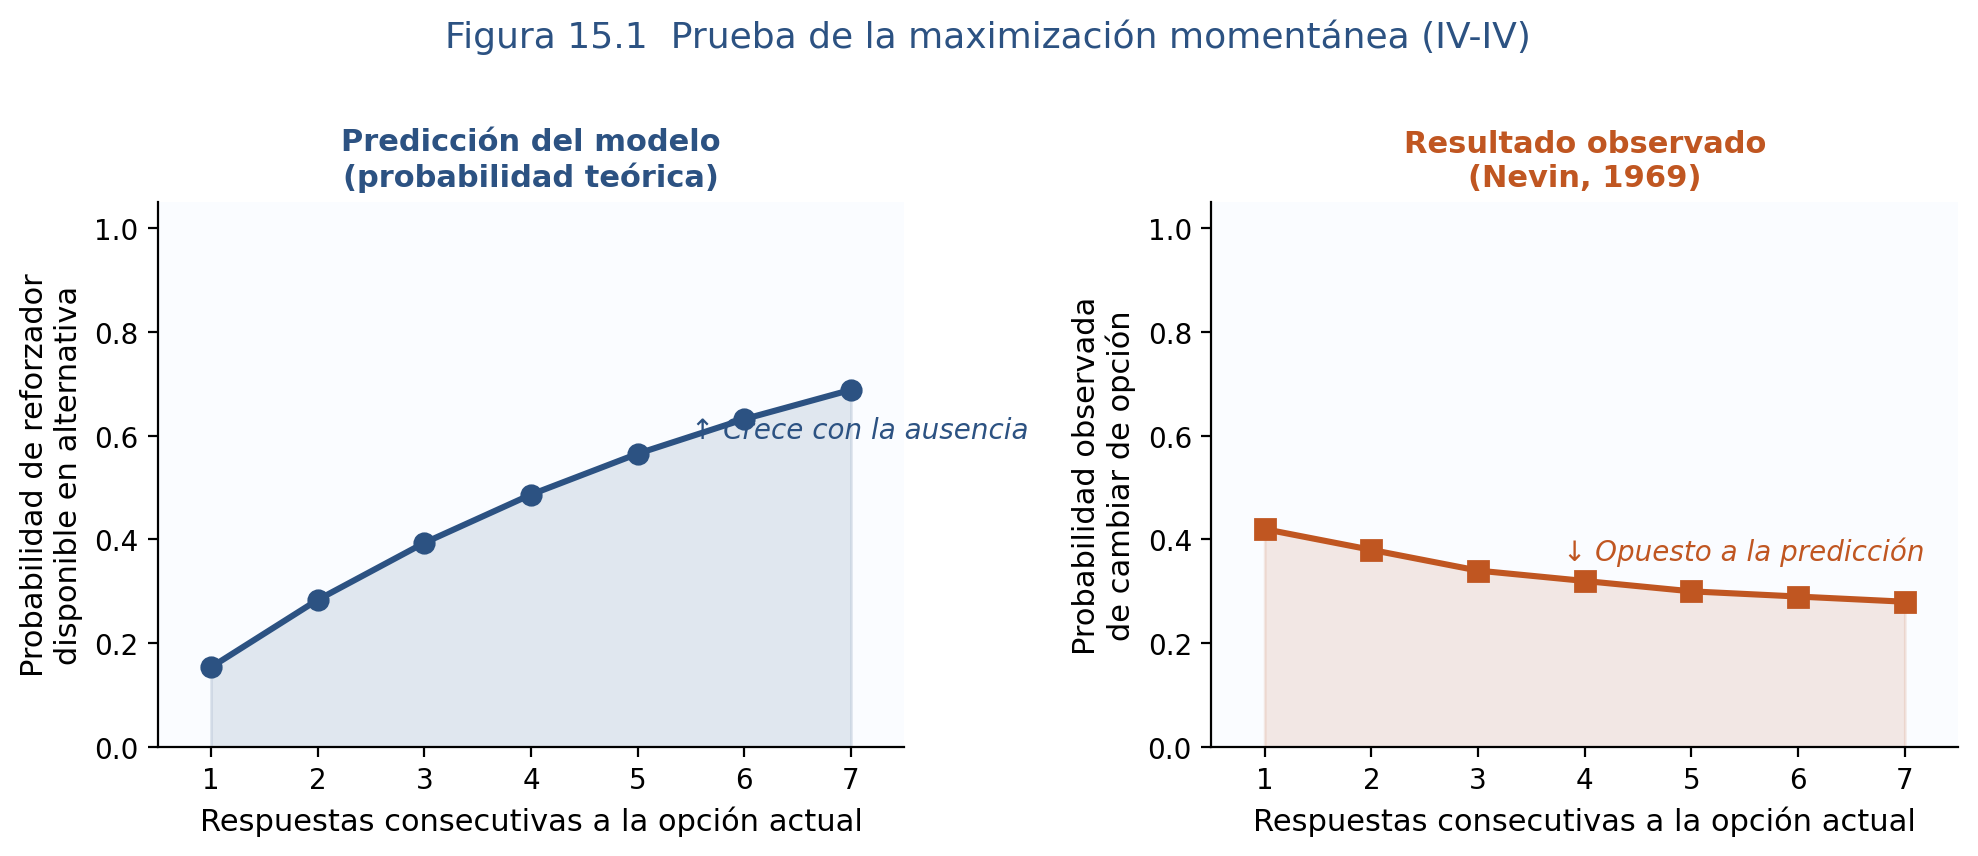 Figura 15.1  Prueba de la maximización momentánea (IV-IV)
Predicción del modelo
(probabilidad teórica)
Probabilidad de reforzador
disponible en alternativa
1.0
0.8
0.6
0.4
0.2
0.0
↑ Crece con la ausencia
1 2 3 4 5 6 7
Respuestas consecutivas a la opción actual
Resultado observado
(Nevin, 1969)
Probabilidad observada
de cambiar de opción
1.0
0.8
0.6
0.4
0.2
0.0
↓ Opuesto a la predicción
1 2 3 4 5 6 7
Respuestas consecutivas a la opción actual